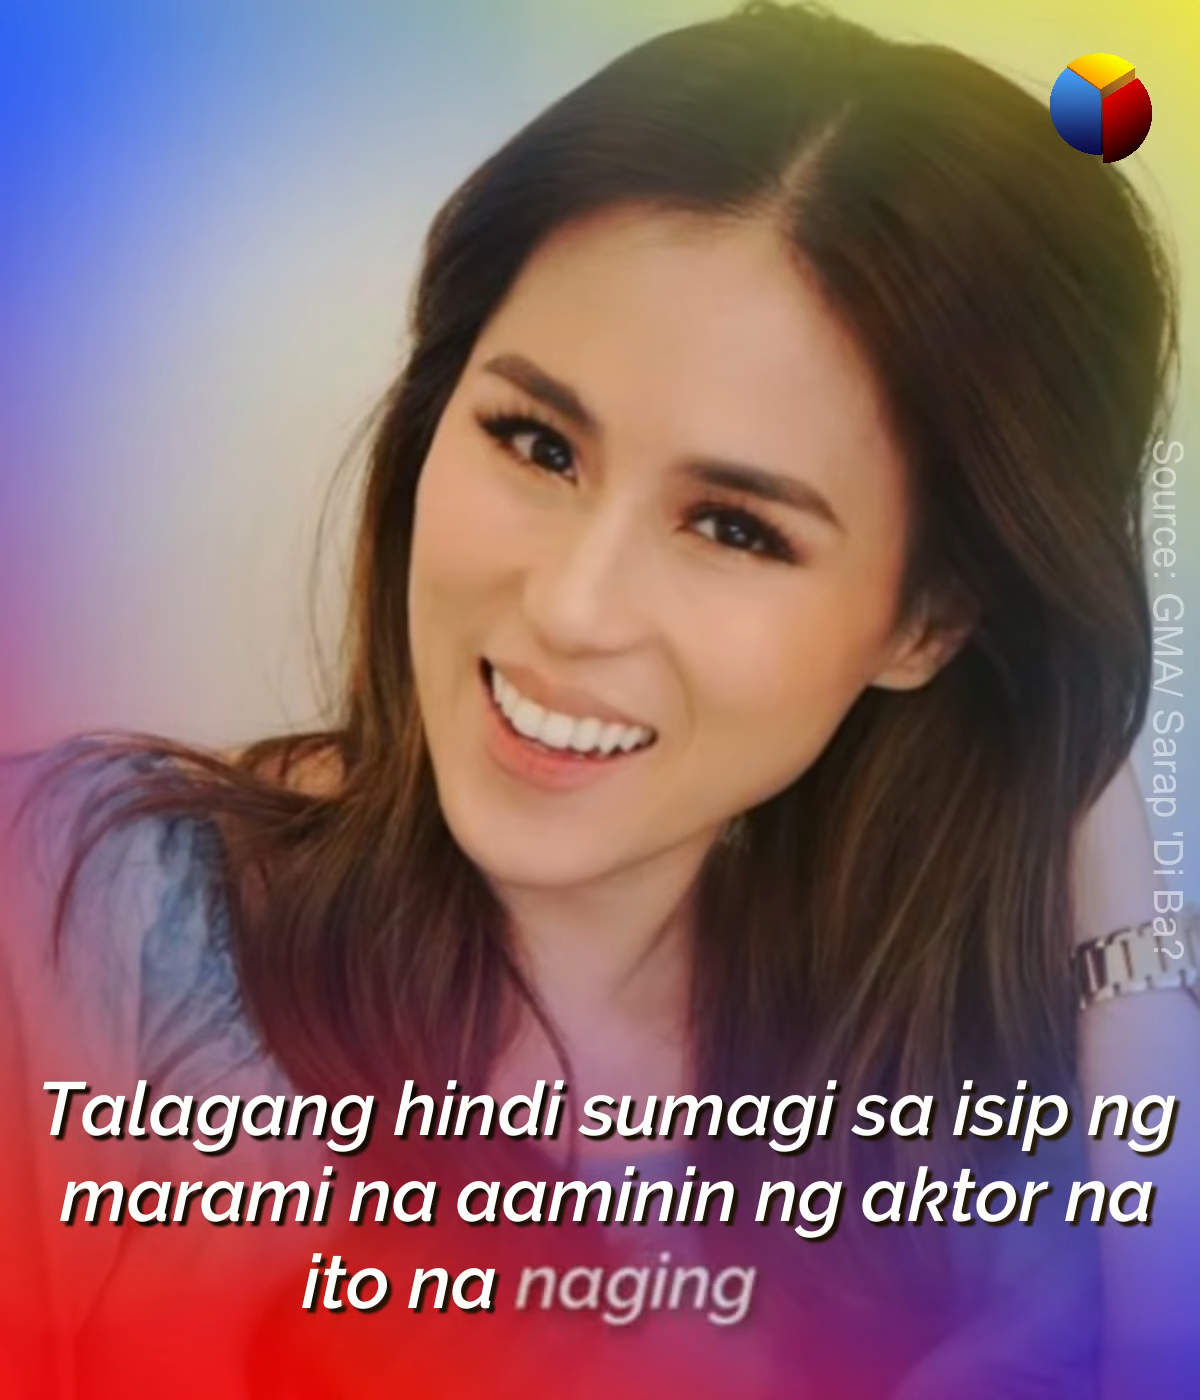 Source: GMA/ Sarap 'Di Ba?
Talagang hindi sumagi sa isip ng
marami na aaminin ng aktor na
ito na naging